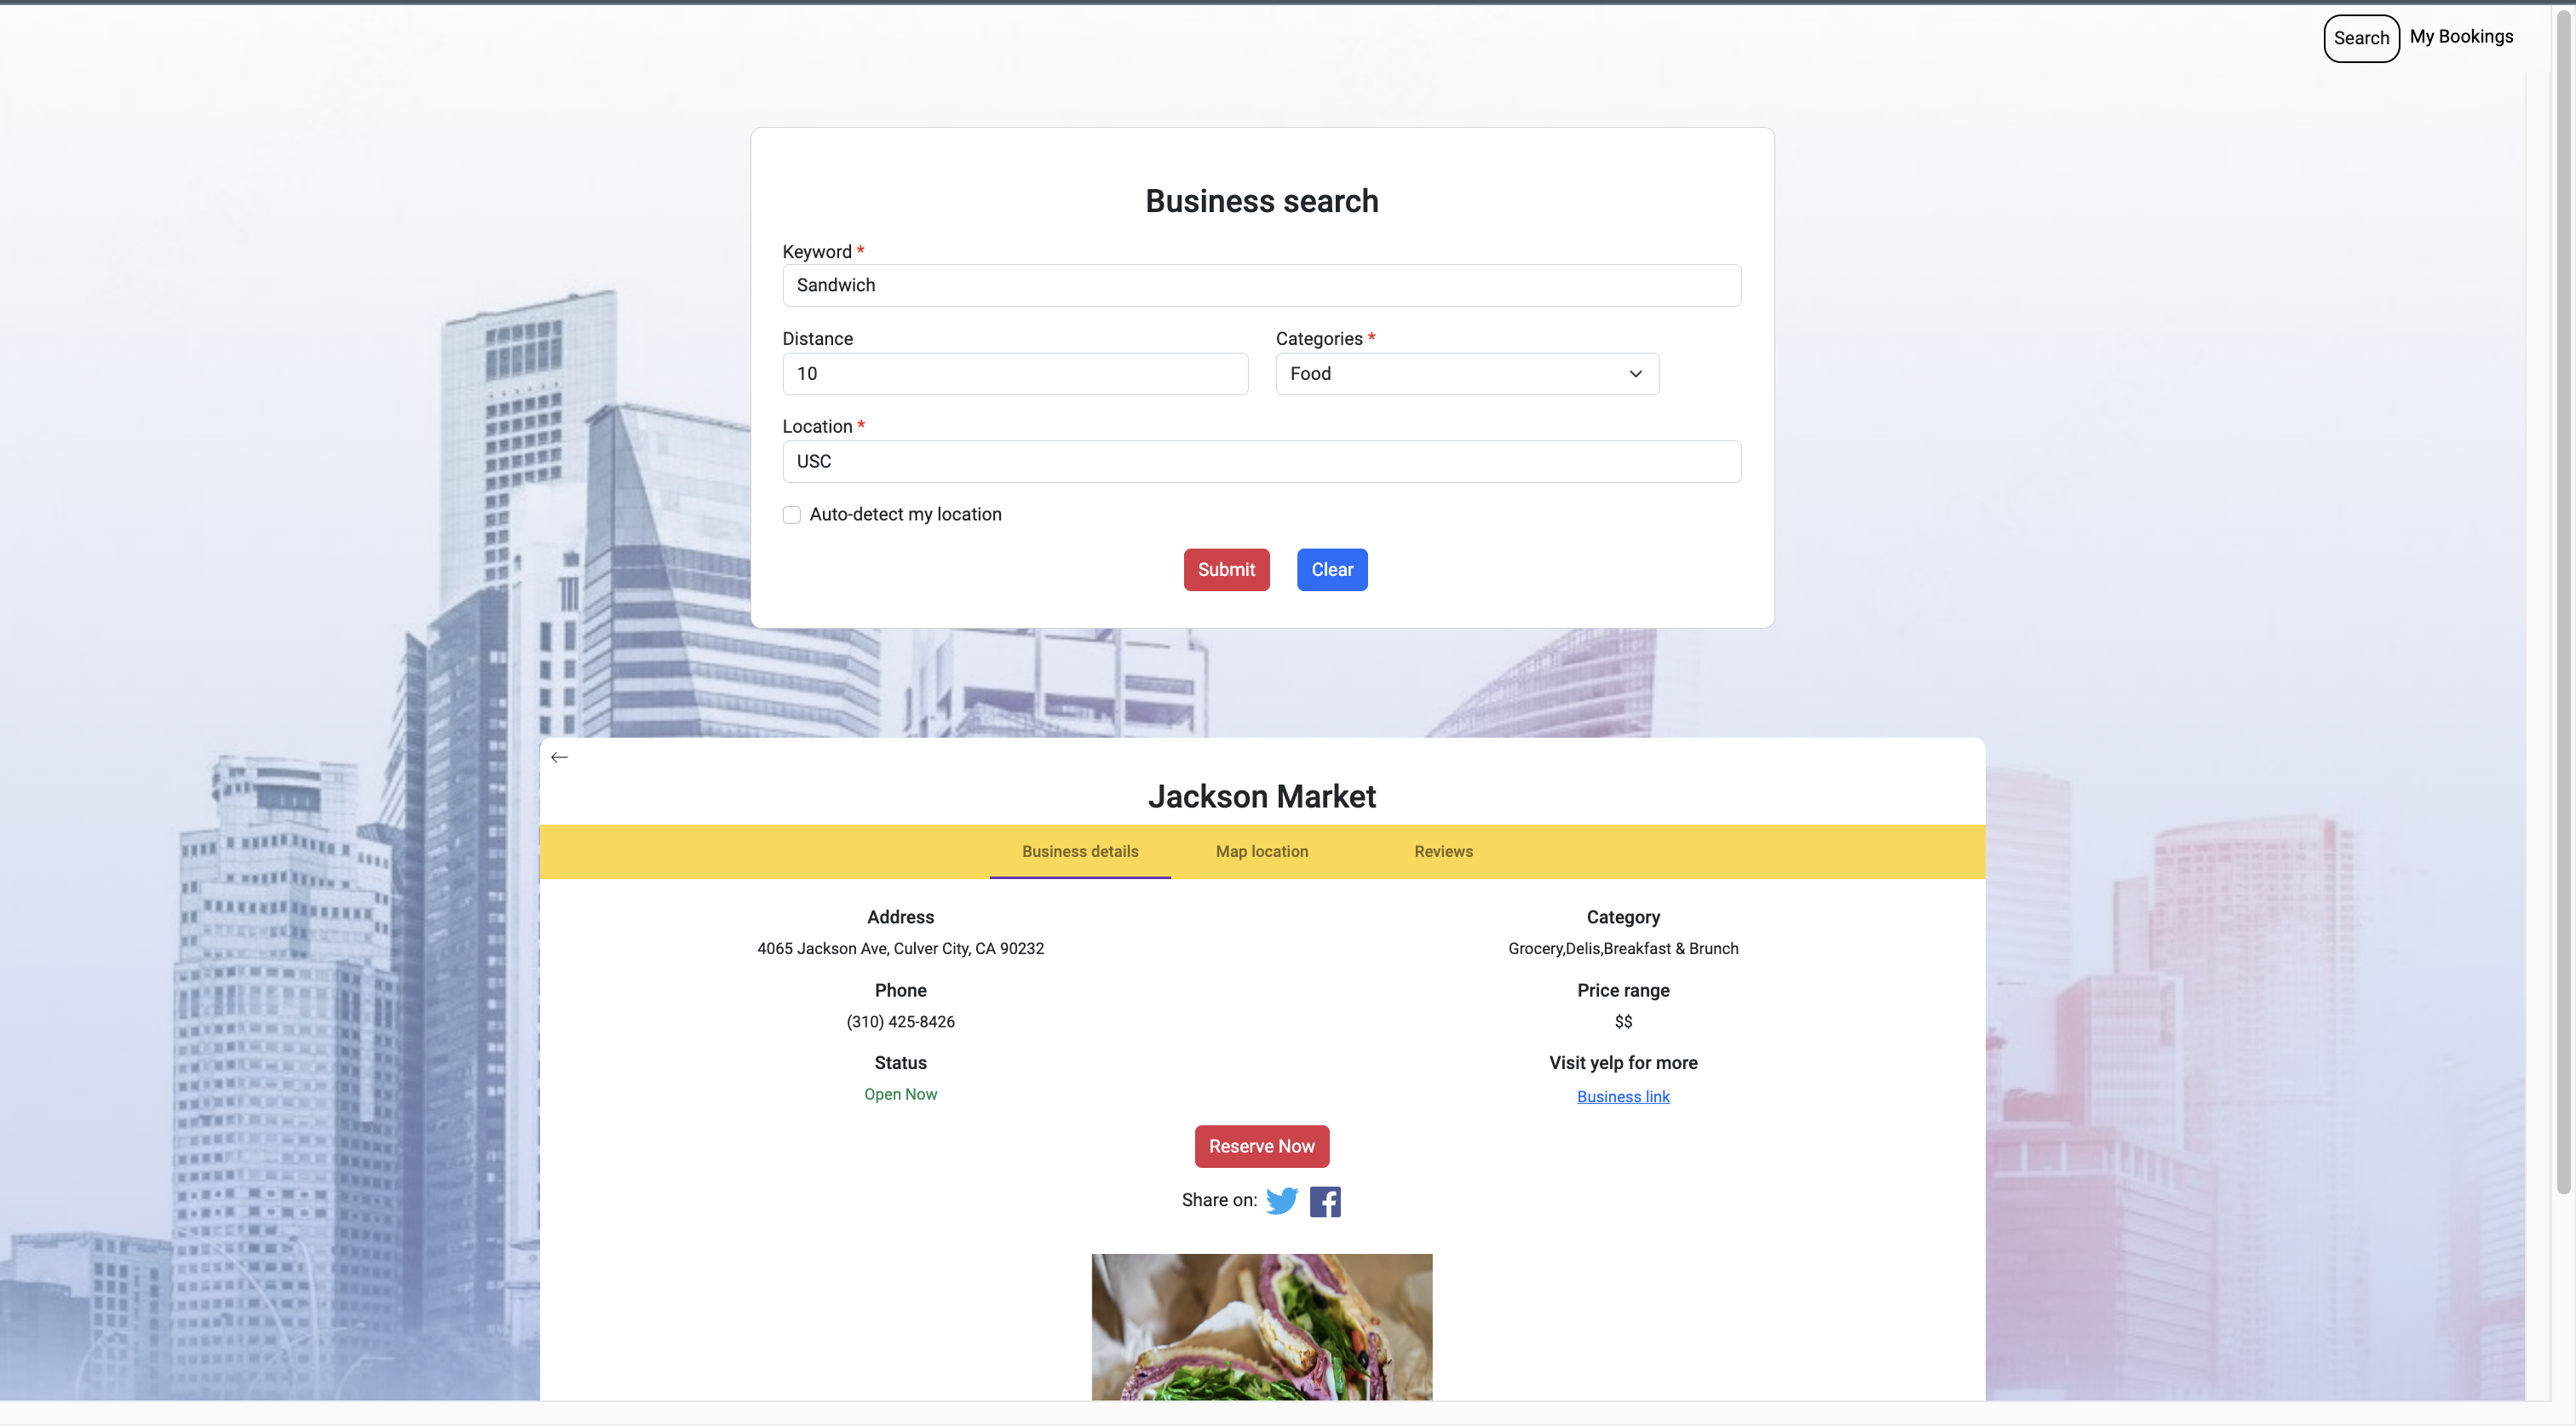 Search My Bookings
Business search
Keyword *
Sandwich
Distance Categories *
10 Food
Location *
USC
Auto-detect my location
Submit Clear
Jackson Market
Business details Map location Reviews
Address Category
4065 Jackson Ave, Culver City, CA 90232 Grocery,Delis,Breakfast & Brunch
Phone Price range
(310) 425-8426 $$
Status Visit yelp for more
Open Now Business link
Reserve Now
Share on: